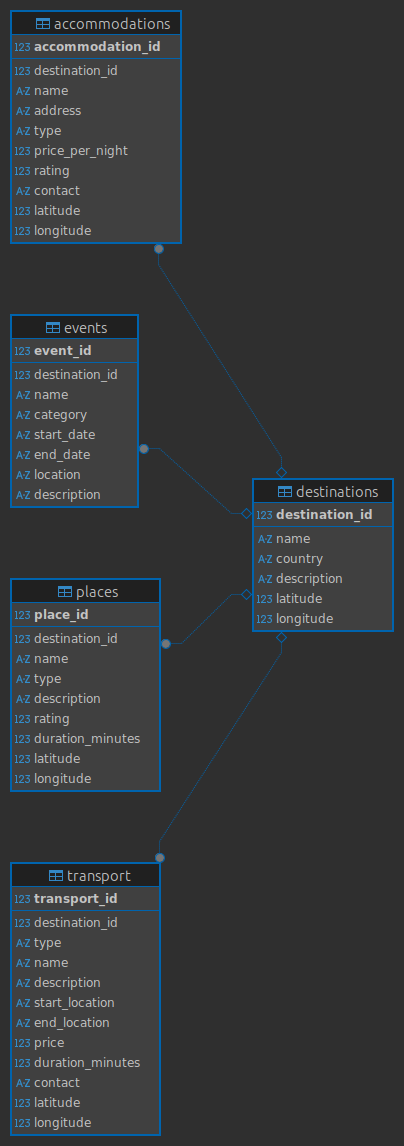 accommodations
123 accommodation_id
123 destination_id
A-Z name
A-Z address
A-Z type
123 price_per_night
123 rating
A-Z contact
123 latitude
123 longitude
events
123 event_id
123 destination_id
A-Z name
A-Z category
A-Z start_date
A-Z end_date
A-Z location
A-Z description
destinations
123 destination_id
A-Z name
A-Z country
A-Z description
123 latitude
123 longitude
places
123 place_id
123 destination_id
A-Z name
A-Z type
A-Z description
123 rating
123 duration_minutes
123 latitude
123 longitude
transport
123 transport_id
123 destination_id
A-Z type
A-Z name
A-Z description
A-Z start_location
A-Z end_location
123 price
123 duration_minutes
A-Z contact
123 latitude
123 longitude